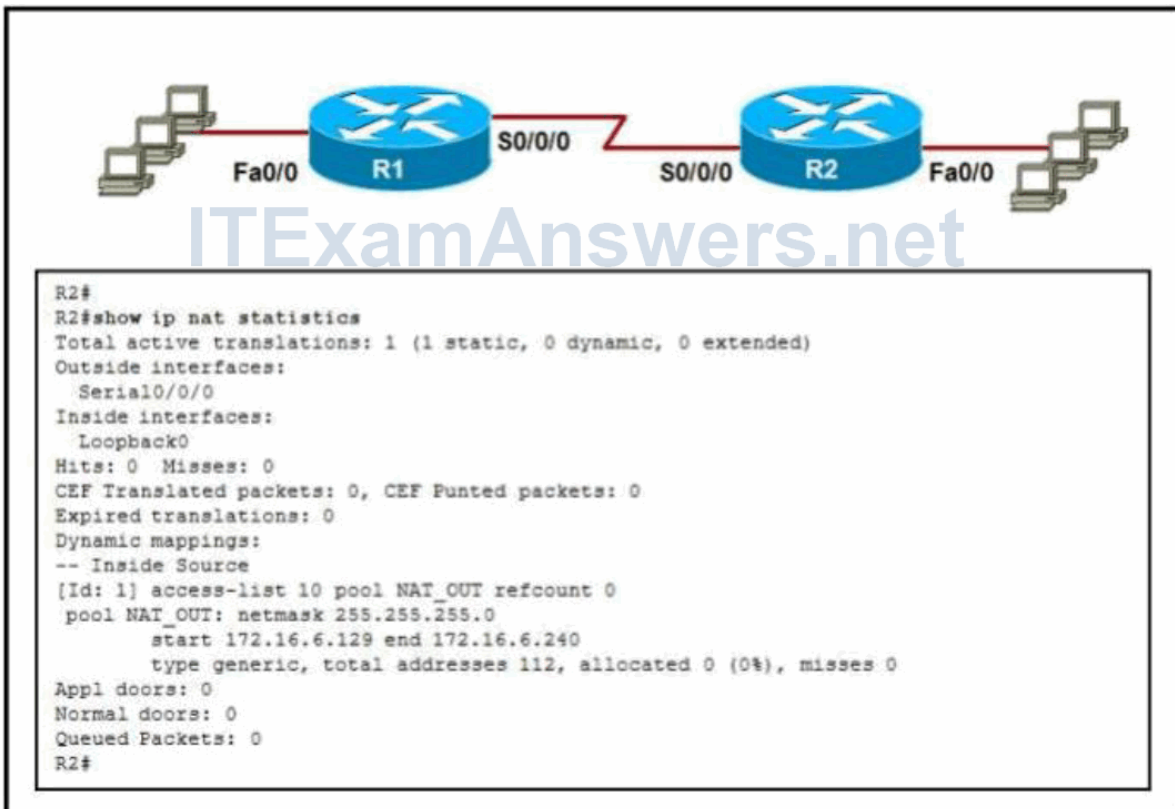 S0/0/0
Fa0/0
R1
S0/0/0
R2
Fa0/0
ITExamAnswers.net
R2#
R2#show ip nat statistics
Total active translations: 1 (1 static, 0 dynamic, 0 extended)
Outside interfaces:
Serial0/0/0
Inside interfaces:
Loopback0
Hits: 0 Misses: 0
CEF Translated packets: 0, CEF Punted packets: 0
Expired translations: 0
Dynamic mappings:
-- Inside Source
[Id: 1] access-list 10 pool NAT_OUT refcount 0
pool NAT_OUT: netmask 255.255.255.0
start 172.16.6.129 end 172.16.6.240
type generic, total addresses 112, allocated 0 (0%), misses 0
Appl doors: 0
Normal doors: 0
Queued Packets: 0
R2#